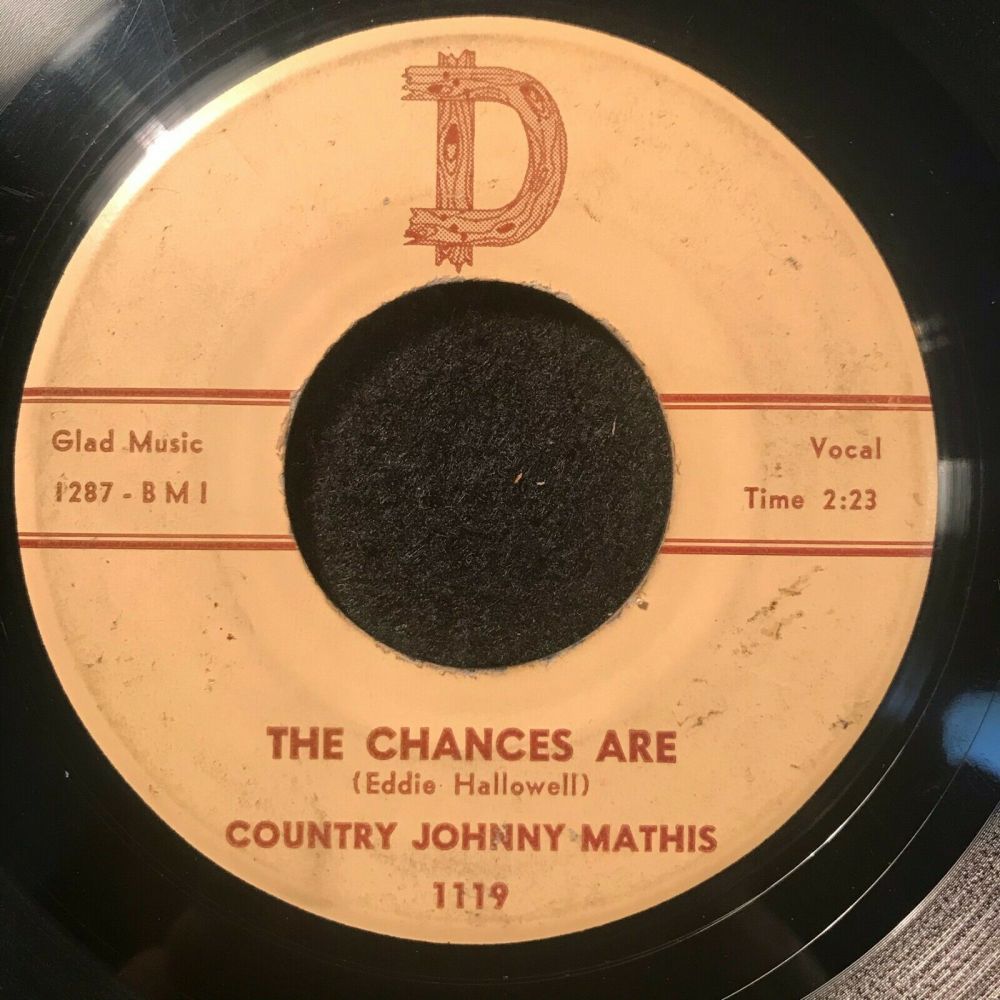 D
Glad Music
1287 - B M I
Vocal
Time 2:23
THE CHANCES ARE
(Eddie Hallowell)
COUNTRY JOHNNY MATHIS
1119